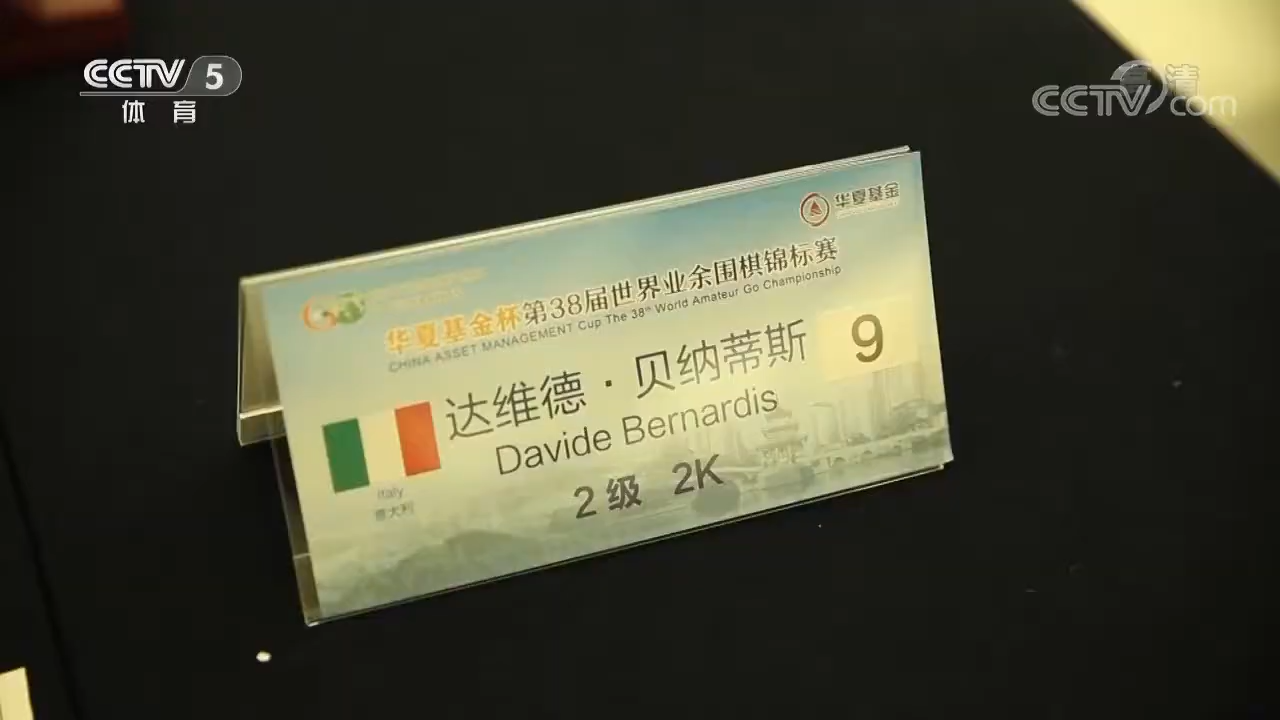 CCTV 5
体育
高清
CCTV.com
华夏基金
华夏基金杯第38届世界业余围棋锦标赛
CHINA ASSET MANAGEMENT Cup The 38th World Amateur Go Championship
达维德·贝纳蒂斯
9
Davide Bernardis
Italy
意大利
2级 2K